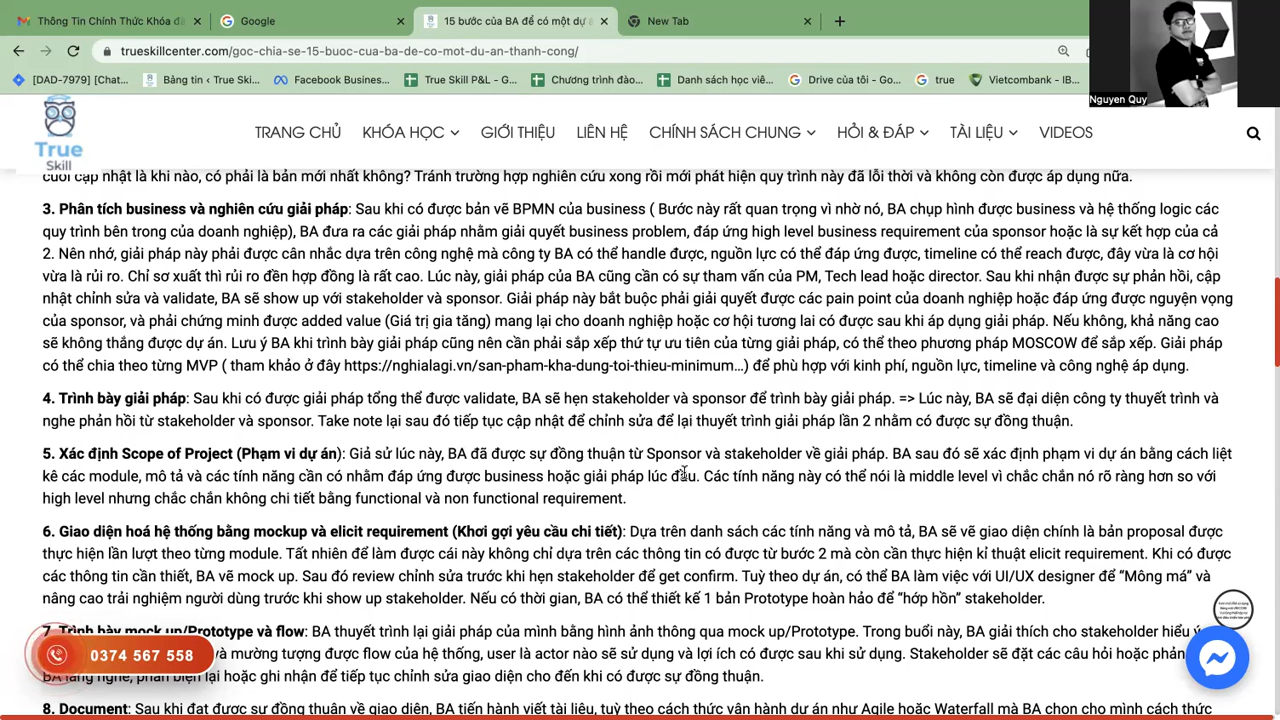 Thông Tin Chính Thức Khóa đà
Google
15 bước của BA để có một dự á
New Tab
trueskillcenter.com/goc-chia-se-15-buoc-cua-ba-de-co-mot-du-an-thanh-cong/
[DAD-7979] [Chat...
Bảng tin ‹ True Skil...
Facebook Business...
True Skill P&L - G...
Chương trình đào...
Danh sách học viê...
Drive của tôi - Go...
true
Vietcombank - IB...
Nguyen Quy
True
Skill
TRANG CHỦ
KHÓA HỌC
GIỚI THIỆU
LIÊN HỆ
CHÍNH SÁCH CHUNG
HỎI & ĐÁP
TÀI LIỆU
VIDEOS
cuối cập nhật là khi nào, có phải là bản mới nhất không? Tránh trường hợp nghiên cứu xong rồi mới phát hiện quy trình này đã lỗi thời và không còn được áp dụng nữa.
3. Phân tích business và nghiên cứu giải pháp: Sau khi có được bản vẽ BPMN của business ( Bước này rất quan trọng vì nhờ nó, BA chụp hình được business và hệ thống logic các
quy trình bên trong của doanh nghiệp), BA đưa ra các giải pháp nhằm giải quyết business problem, đáp ứng high level business requirement của sponsor hoặc là sự kết hợp của cả
2. Nên nhớ, giải pháp này phải được cân nhắc dựa trên công nghệ mà công ty BA có thể handle được, nguồn lực có thể đáp ứng được, timeline có thể reach được, đây vừa là cơ hội
vừa là rủi ro. Chỉ sơ xuất thì rủi ro đền hợp đồng là rất cao. Lúc này, giải pháp của BA cũng cần có sự tham vấn của PM, Tech lead hoặc director. Sau khi nhận được sự phản hồi, cập
nhật chỉnh sửa và validate, BA sẽ show up với stakeholder và sponsor. Giải pháp này bắt buộc phải giải quyết được các pain point của doanh nghiệp hoặc đáp ứng được nguyện vọng
của sponsor, và phải chứng minh được added value (Giá trị gia tăng) mang lại cho doanh nghiệp hoặc cơ hội tương lai có được sau khi áp dụng giải pháp. Nếu không, khả năng cao
sẽ không thắng được dự án. Lưu ý BA khi trình bày giải pháp cũng nên cần phải sắp xếp thứ tự ưu tiên của từng giải pháp, có thể theo phương pháp MOSCOW để sắp xếp. Giải pháp
có thể chia theo từng MVP ( tham khảo ở đây https://nghialagi.vn/san-pham-kha-dung-toi-thieu-minimum...) để phù hợp với kinh phí, nguồn lực, timeline và công nghệ áp dụng.
4. Trình bày giải pháp: Sau khi có được giải pháp tổng thể được validate, BA sẽ hẹn stakeholder và sponsor để trình bày giải pháp. => Lúc này, BA sẽ đại diện công ty thuyết trình và
nghe phản hồi từ stakeholder và sponsor. Take note lại sau đó tiếp tục cập nhật để chỉnh sửa để lại thuyết trình giải pháp lần 2 nhằm có được sự đồng thuận.
5. Xác định Scope of Project (Phạm vi dự án): Giả sử lúc này, BA đã được sự đồng thuận từ Sponsor và stakeholder về giải pháp. BA sau đó sẽ xác định phạm vi dự án bằng cách liệt
kê các module, mô tả và các tính năng cần có nhằm đáp ứng được business hoặc giải pháp lúc đầu. Các tính năng này có thể nói là middle level vì chắc chắn nó rõ ràng hơn so với
high level nhưng chắc chắn không chi tiết bằng functional và non functional requirement.
6. Giao diện hoá hệ thống bằng mockup và elicit requirement (Khơi gợi yêu cầu chi tiết): Dựa trên danh sách các tính năng và mô tả, BA sẽ vẽ giao diện chính là bản proposal được
thực hiện lần lượt theo từng module. Tất nhiên để làm được cái này không chỉ dựa trên các thông tin có được từ bước 2 mà còn cần thực hiện kỉ thuật elicit requirement. Khi có được
các thông tin cần thiết, BA vẽ mock up. Sau đó review chỉnh sửa trước khi hẹn stakeholder để get confirm. Tuỳ theo dự án, có thể BA làm việc với UI/UX designer để “Mông má” và
nâng cao trải nghiệm người dùng trước khi show up stakeholder. Nếu có thời gian, BA có thể thiết kế 1 bản Prototype hoàn hảo để “hớp hồn” stakeholder.
7. Trình bày mock up/Prototype và flow: BA thuyết trình lại giải pháp của mình bằng hình ảnh thông qua mock up/Prototype. Trong buổi này, BA giải thích cho stakeholder hiểu ý
và mường tượng được flow của hệ thống, user là actor nào sẽ sử dụng và lợi ích có được sau khi sử dụng. Stakeholder sẽ đặt các câu hỏi hoặc phản
BA lắng nghe, phản biện lại hoặc ghi nhận để tiếp tục chỉnh sửa giao diện cho đến khi có được sự đồng thuận.
0374 567 558
8. Document: Sau khi đạt được sự đồng thuận về giao diện, BA tiến hành viết tài liệu, tuỳ theo cách thức vận hành dự án như Agile hoặc Waterfall mà BA chọn cho mình cách thức